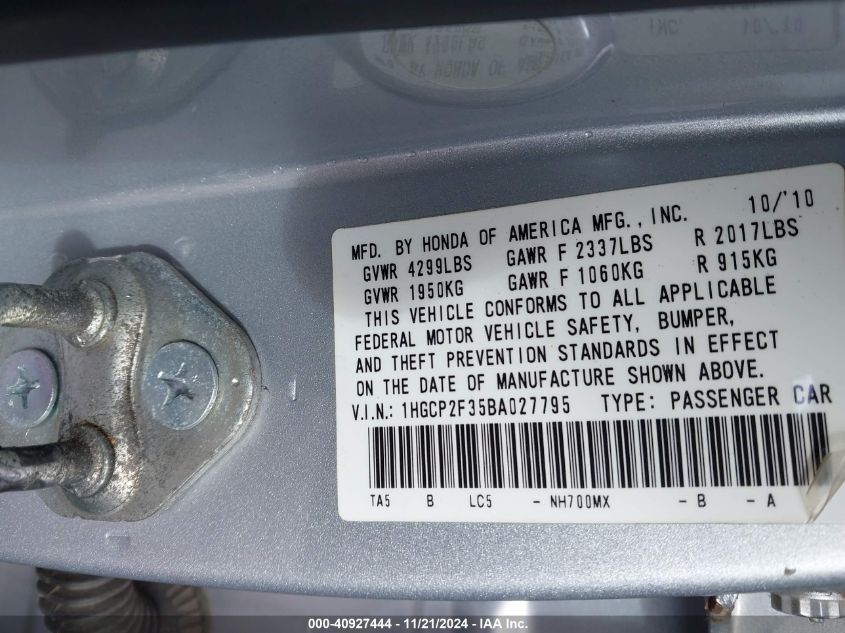 MFD. BY HONDA OF AMERICA MFG., INC. 10/'10
GVWR 4299LBS GAWR F 2337LBS R 2017LBS
GVWR 1950KG GAWR F 1060KG R 915KG
THIS VEHICLE CONFORMS TO ALL APPLICABLE
FEDERAL MOTOR VEHICLE SAFETY, BUMPER,
AND THEFT PREVENTION STANDARDS IN EFFECT
ON THE DATE OF MANUFACTURE SHOWN ABOVE.
V.I.N.: 1HGCP2F35BA027795 TYPE: PASSENGER CAR
TA5 B LC5 - NH700MX - B - A
000-40927444 - 11/21/2024 - IAA Inc.